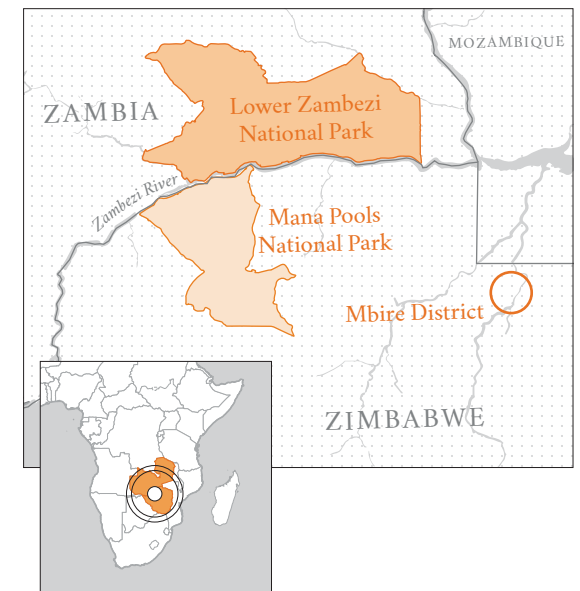 MOZAMBIQUE
ZAMBIA
Lower Zambezi
National Park
Zambezi River
Mana Pools
National Park
Mbire District
ZIMBABWE